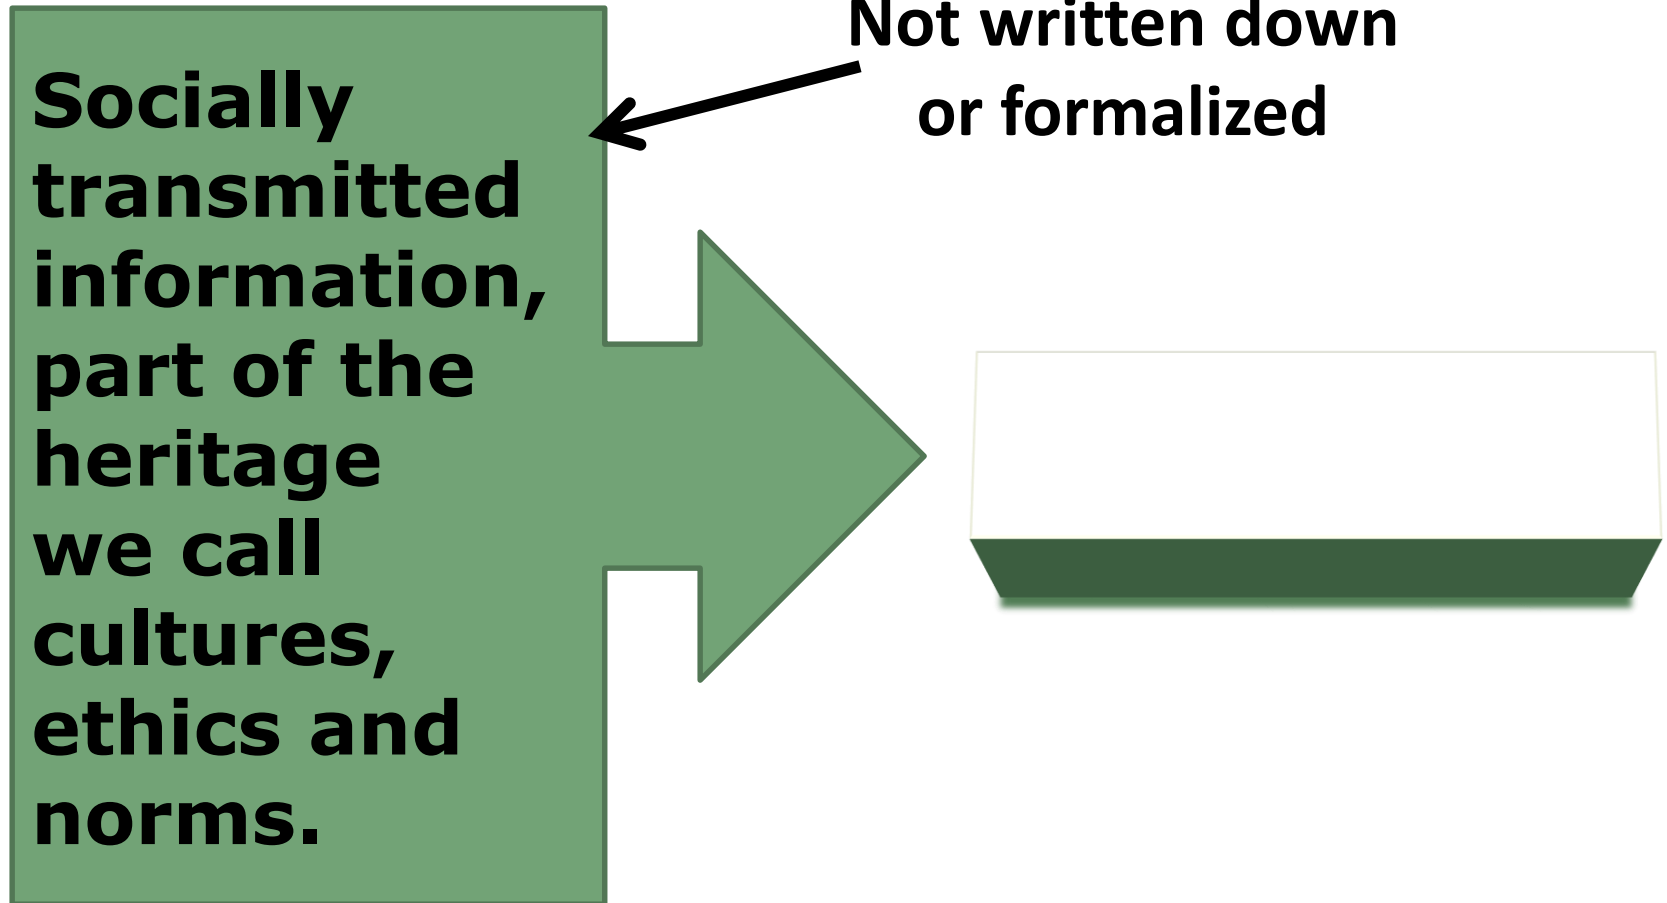 Not written down
or formalized
Socially
transmitted
information,
part of the
heritage
we call
cultures,
ethics and
norms.